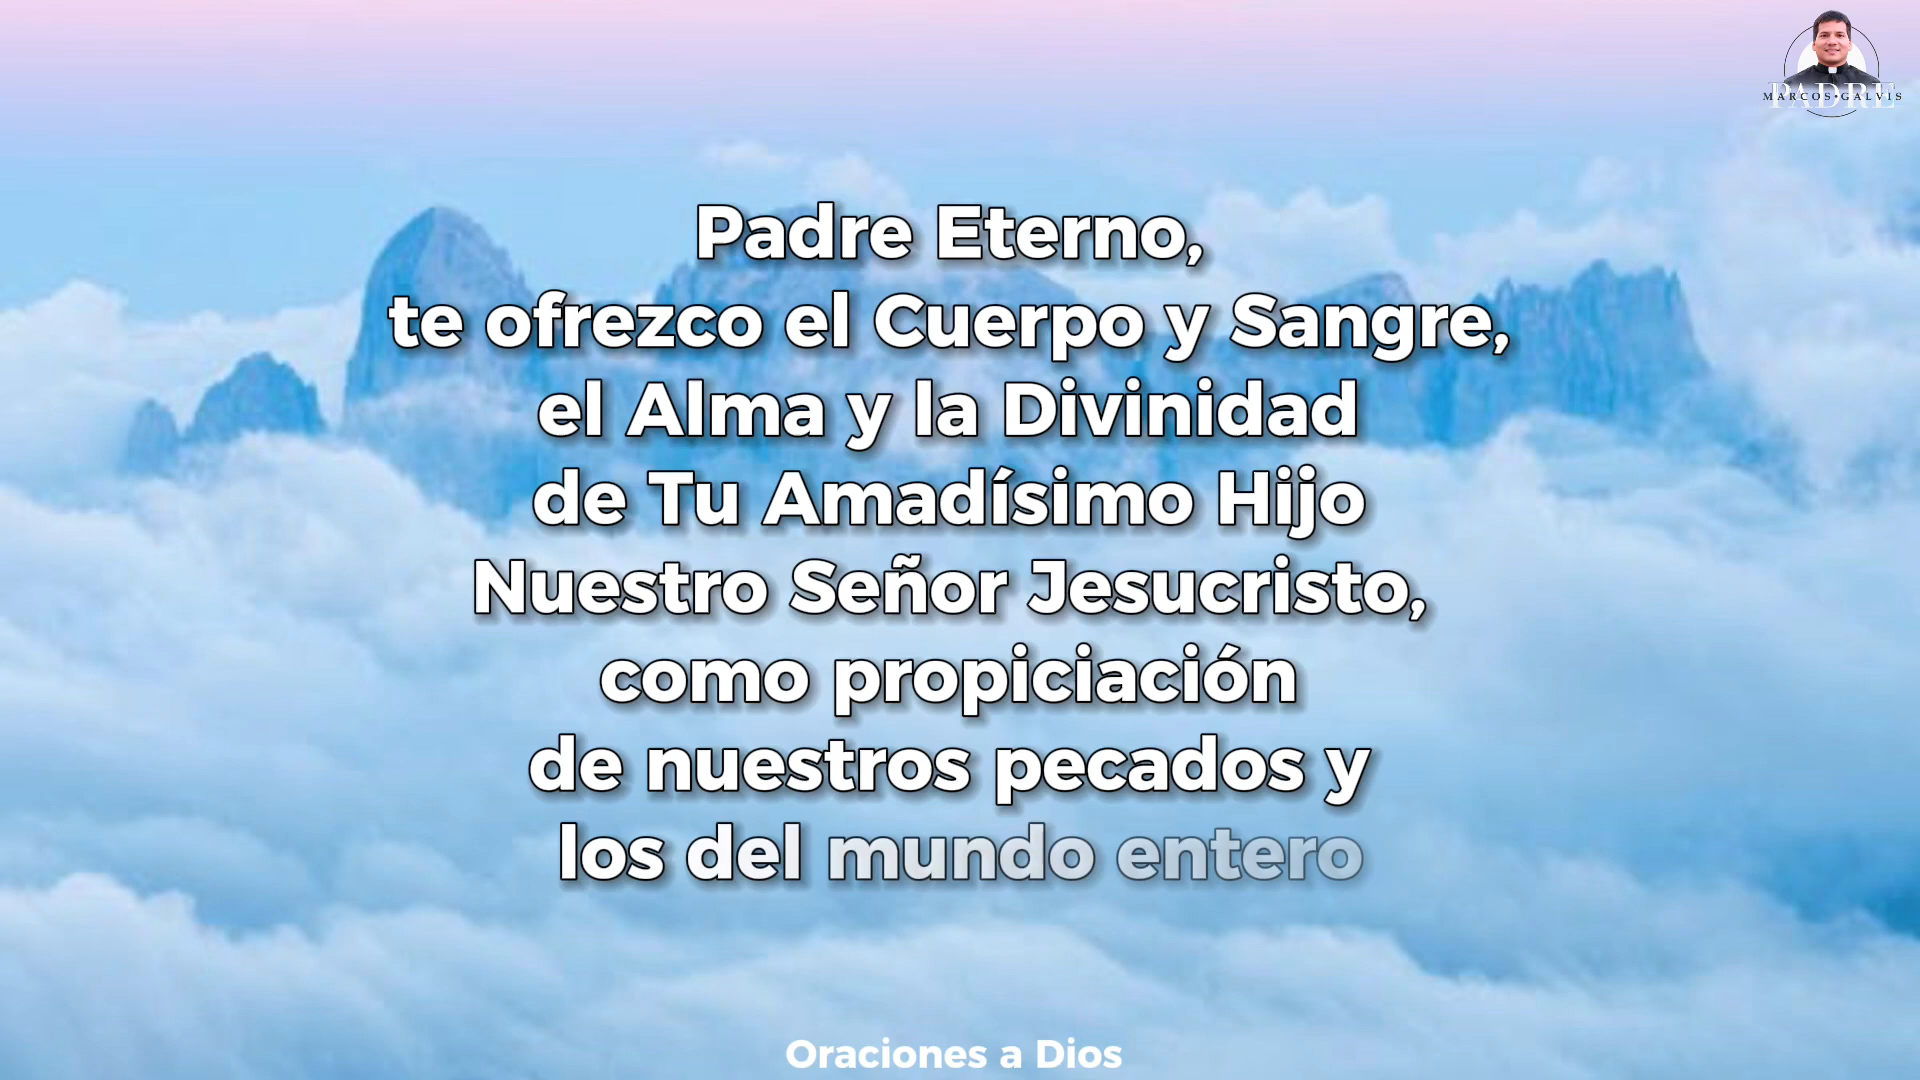 PADRE
MARCOS•GALVIS
Padre Eterno,
te ofrezco el Cuerpo y Sangre,
el Alma y la Divinidad
de Tu Amadísimo Hijo
Nuestro Señor Jesucristo,
como propiciación
de nuestros pecados y
los del mundo entero
Oraciones a Dios